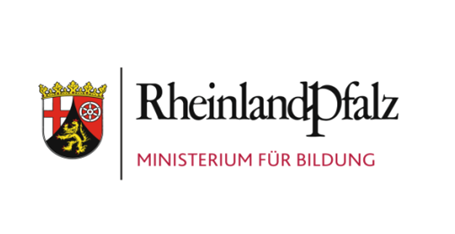 RheinlandPfalz
MINISTERIUM FÜR BILDUNG